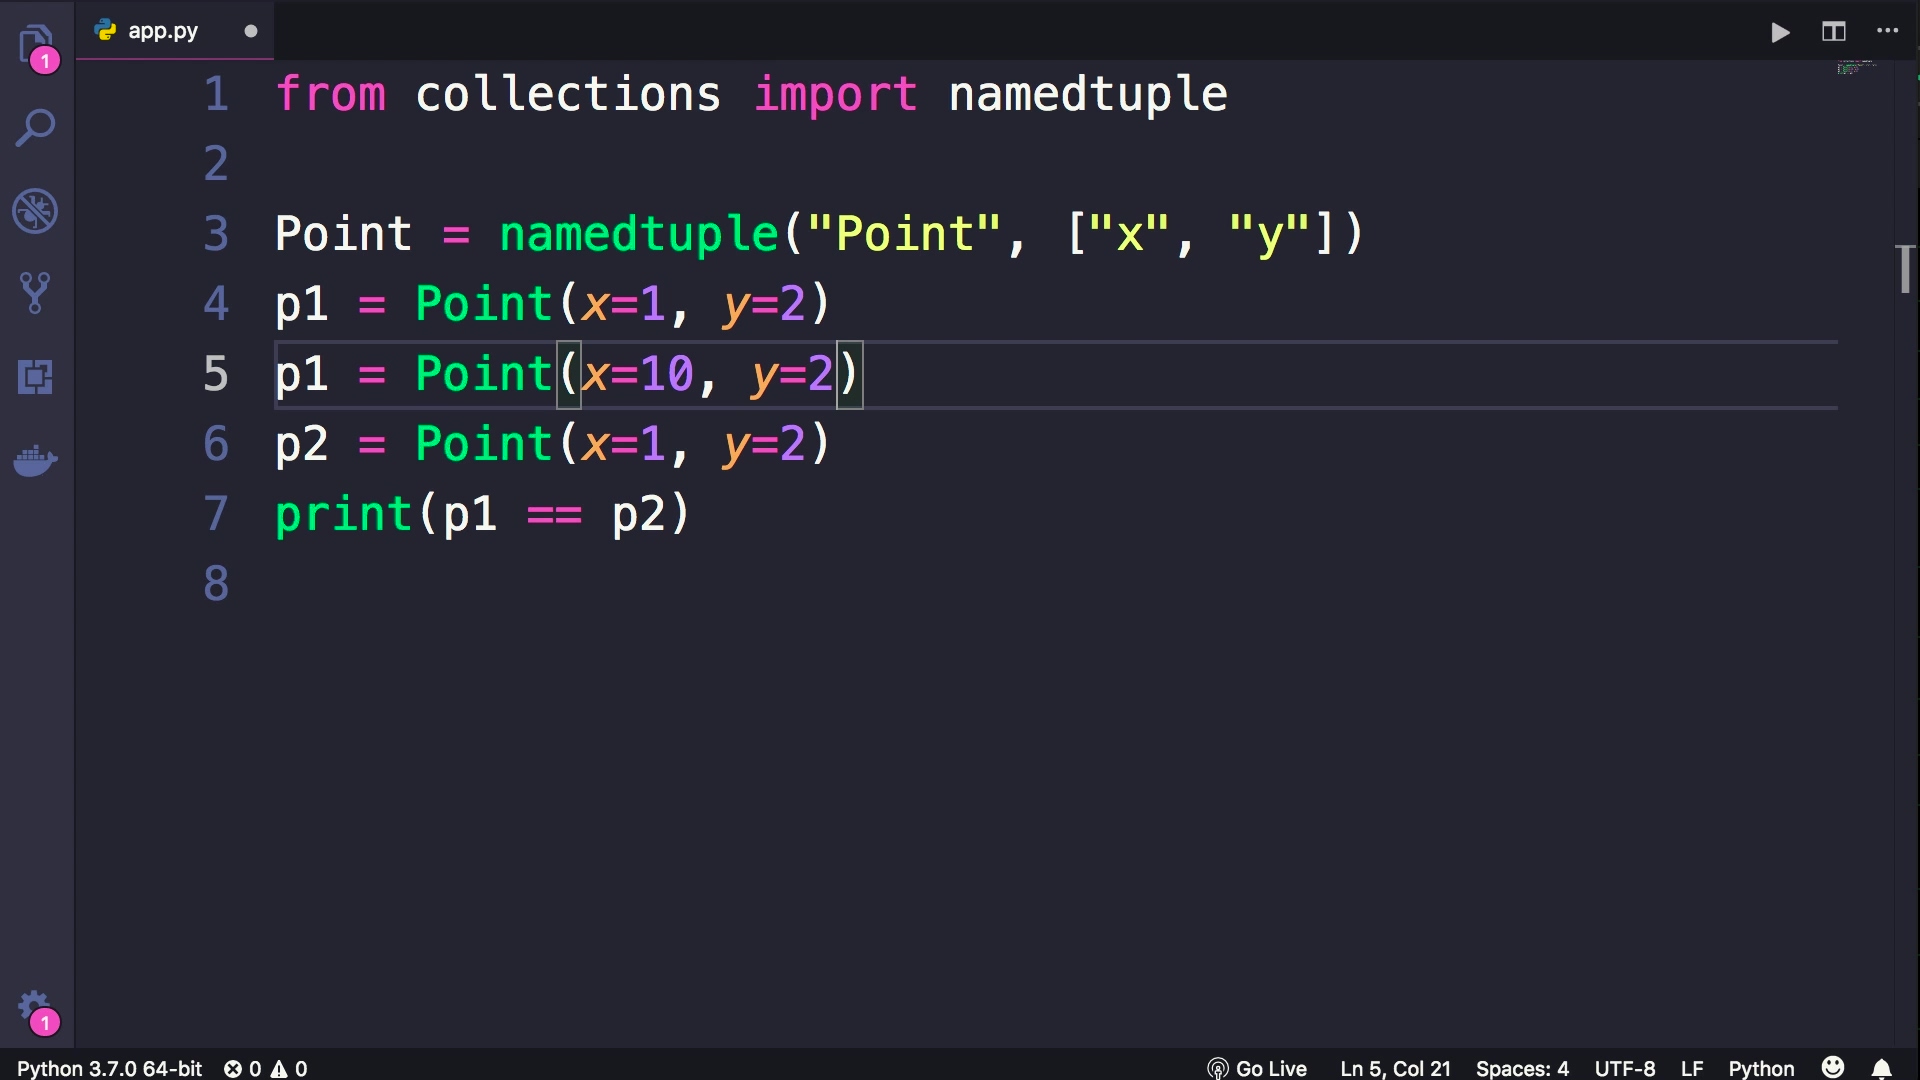 app.py
1 from collections import namedtuple
2
3 Point = namedtuple("Point", ["x", "y"])
4 p1 = Point(x=1, y=2)
5 p1 = Point(x=10, y=2)
6 p2 = Point(x=1, y=2)
7 print(p1 == p2)
8
1
1
Python 3.7.0 64-bit 0 0 Go Live Ln 5, Col 21 Spaces: 4 UTF-8 LF Python